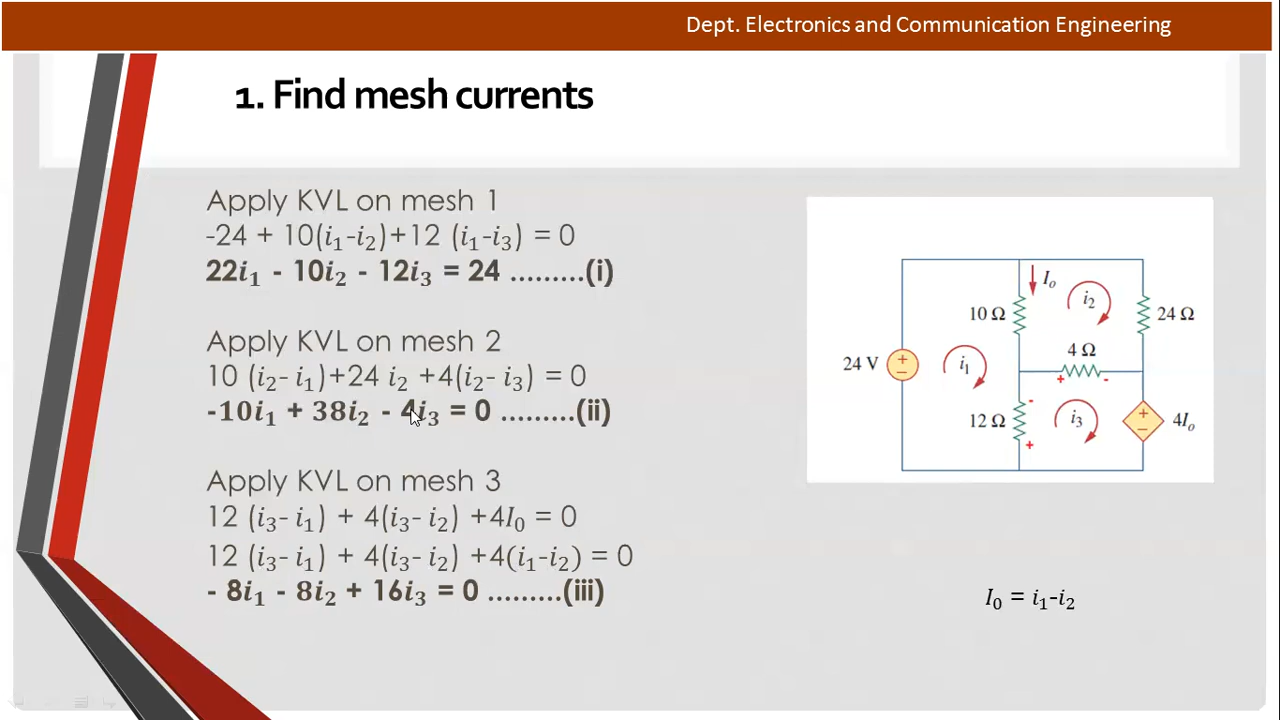 Dept. Electronics and Communication Engineering
1. Find mesh currents
Apply KVL on mesh 1
-24 + 10(i₁-i₂)+12 (i₁-i₃) = 0
22i₁ - 10i₂ - 12i₃ = 24 .........(i)
Apply KVL on mesh 2
10 (i₂- i₁)+24 i₂ +4(i₂- i₃) = 0
-10i₁ + 38i₂ - 4i₃ = 0 .........(ii)
Apply KVL on mesh 3
12 (i₃- i₁) + 4(i₃- i₂) +4I₀ = 0
12 (i₃- i₁) + 4(i₃- i₂) +4(i₁-i₂) = 0
- 8i₁ - 8i₂ + 16i₃ = 0 .........(iii)
Iₒ
i₂
10 Ω
24 Ω
4 Ω
24 V
+
−
i₁
+ -
-
12 Ω
i₃
+
−
4Iₒ
+
I₀ = i₁-i₂